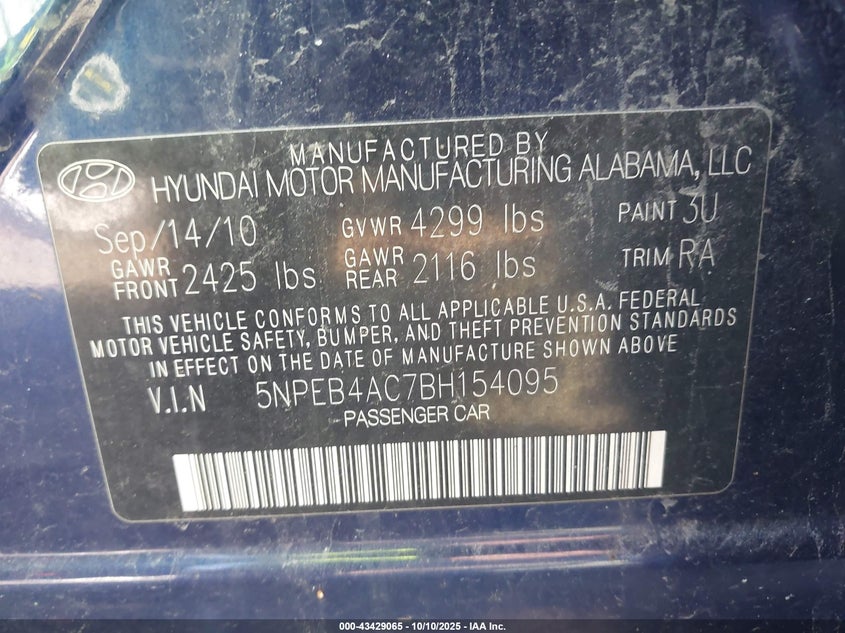 MANUFACTURED BY
HYUNDAI MOTOR MANUFACTURING ALABAMA, LLC
Sep/14/10 GVWR 4299 lbs PAINT 3U
GAWR FRONT 2425 lbs GAWR REAR 2116 lbs TRIM RA
THIS VEHICLE CONFORMS TO ALL APPLICABLE U.S.A. FEDERAL
MOTOR VEHICLE SAFETY, BUMPER, AND THEFT PREVENTION STANDARDS
IN EFFECT ON THE DATE OF MANUFACTURE SHOWN ABOVE
V.I.N 5NPEB4AC7BH154095
PASSENGER CAR
000-43429065 - 10/10/2025 - IAA Inc.